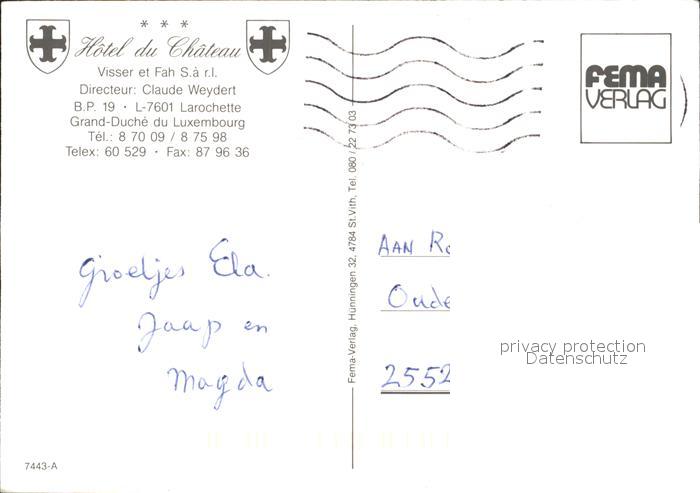 * * *
Hôtel du Château
Visser et Fah S.à r.l.
Directeur: Claude Weydert
B.P. 19 · L-7601 Larochette
Grand-Duché du Luxembourg
Tél.: 8 70 09 / 8 75 98
Telex: 60 529 · Fax: 87 96 36
Groetjes Ela.
Jaap en
Magda
7443-A
Fema-Verlag, Hünningen 32, 4784 St.Vith, Tel. 080 / 22 73 03
FEMA
VERLAG
AAN Ro
Oude
2552
privacy protection
Datenschutz